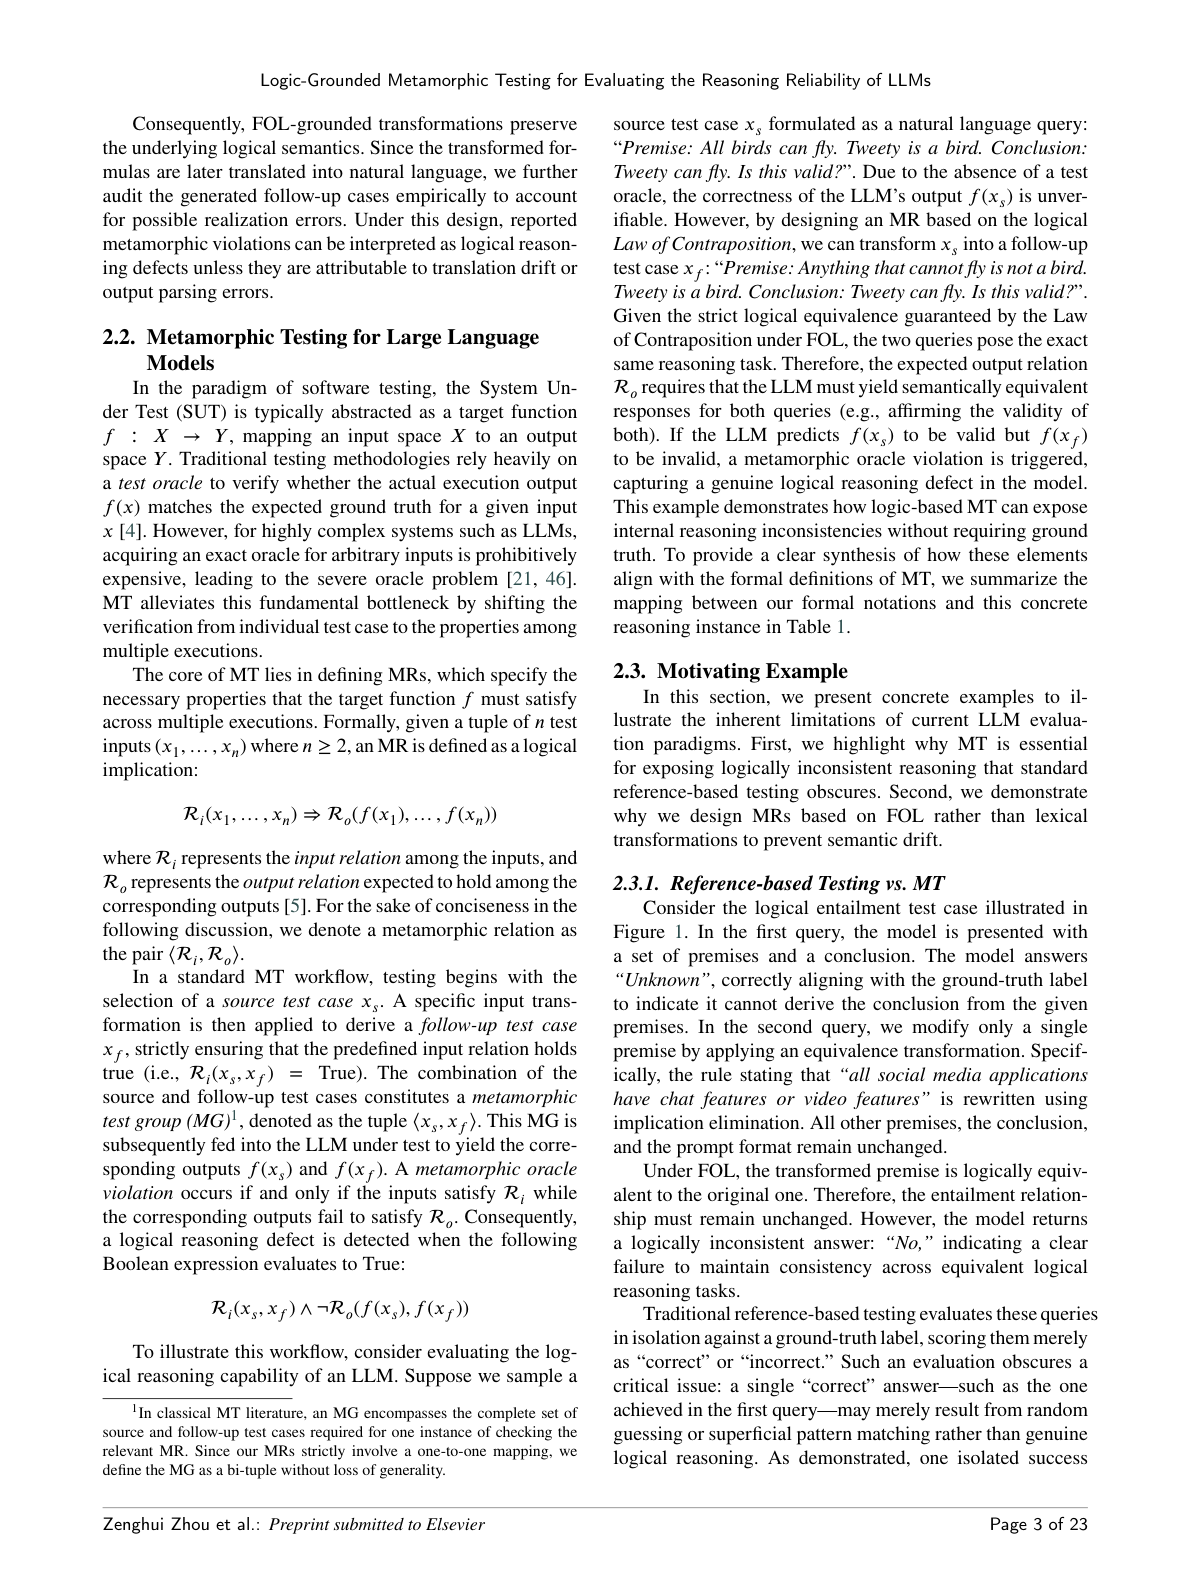 Logic-Grounded Metamorphic Testing for Evaluating the Reasoning Reliability of LLMs
Consequently, FOL-grounded transformations preserve
the underlying logical semantics. Since the transformed for-
mulas are later translated into natural language, we further
audit the generated follow-up cases empirically to account
for possible realization errors. Under this design, reported
metamorphic violations can be interpreted as logical reason-
ing defects unless they are attributable to translation drift or
output parsing errors.
2.2. Metamorphic Testing for Large Language
Models
In the paradigm of software testing, the System Un-
der Test (SUT) is typically abstracted as a target function
f : X → Y, mapping an input space X to an output
space Y. Traditional testing methodologies rely heavily on
a test oracle to verify whether the actual execution output
f(x) matches the expected ground truth for a given input
x [4]. However, for highly complex systems such as LLMs,
acquiring an exact oracle for arbitrary inputs is prohibitively
expensive, leading to the severe oracle problem [21, 46].
MT alleviates this fundamental bottleneck by shifting the
verification from individual test case to the properties among
multiple executions.
The core of MT lies in defining MRs, which specify the
necessary properties that the target function f must satisfy
across multiple executions. Formally, given a tuple of n test
inputs (x₁, … , xₙ) where n ≥ 2, an MR is defined as a logical
implication:
ℛᵢ(x₁, … , xₙ) ⇒ ℛₒ(f(x₁), … , f(xₙ))
where ℛᵢ represents the input relation among the inputs, and
ℛₒ represents the output relation expected to hold among the
corresponding outputs [5]. For the sake of conciseness in the
following discussion, we denote a metamorphic relation as
the pair ⟨ℛᵢ, ℛₒ⟩.
In a standard MT workflow, testing begins with the
selection of a source test case xₛ. A specific input trans-
formation is then applied to derive a follow-up test case
x_f, strictly ensuring that the predefined input relation holds
true (i.e., ℛᵢ(xₛ, x_f) = True). The combination of the
source and follow-up test cases constitutes a metamorphic
test group (MG)¹, denoted as the tuple ⟨xₛ, x_f⟩. This MG is
subsequently fed into the LLM under test to yield the corre-
sponding outputs f(xₛ) and f(x_f). A metamorphic oracle
violation occurs if and only if the inputs satisfy ℛᵢ while
the corresponding outputs fail to satisfy ℛₒ. Consequently,
a logical reasoning defect is detected when the following
Boolean expression evaluates to True:
ℛᵢ(xₛ, x_f) ∧ ¬ℛₒ(f(xₛ), f(x_f))
To illustrate this workflow, consider evaluating the log-
ical reasoning capability of an LLM. Suppose we sample a
¹In classical MT literature, an MG encompasses the complete set of
source and follow-up test cases required for one instance of checking the
relevant MR. Since our MRs strictly involve a one-to-one mapping, we
define the MG as a bi-tuple without loss of generality.
source test case xₛ formulated as a natural language query:
“Premise: All birds can fly. Tweety is a bird. Conclusion:
Tweety can fly. Is this valid?”. Due to the absence of a test
oracle, the correctness of the LLM’s output f(xₛ) is unver-
ifiable. However, by designing an MR based on the logical
Law of Contraposition, we can transform xₛ into a follow-up
test case x_f: “Premise: Anything that cannot fly is not a bird.
Tweety is a bird. Conclusion: Tweety can fly. Is this valid?”.
Given the strict logical equivalence guaranteed by the Law
of Contraposition under FOL, the two queries pose the exact
same reasoning task. Therefore, the expected output relation
ℛₒ requires that the LLM must yield semantically equivalent
responses for both queries (e.g., affirming the validity of
both). If the LLM predicts f(xₛ) to be valid but f(x_f)
to be invalid, a metamorphic oracle violation is triggered,
capturing a genuine logical reasoning defect in the model.
This example demonstrates how logic-based MT can expose
internal reasoning inconsistencies without requiring ground
truth. To provide a clear synthesis of how these elements
align with the formal definitions of MT, we summarize the
mapping between our formal notations and this concrete
reasoning instance in Table 1.
2.3. Motivating Example
In this section, we present concrete examples to il-
lustrate the inherent limitations of current LLM evalua-
tion paradigms. First, we highlight why MT is essential
for exposing logically inconsistent reasoning that standard
reference-based testing obscures. Second, we demonstrate
why we design MRs based on FOL rather than lexical
transformations to prevent semantic drift.
2.3.1. Reference-based Testing vs. MT
Consider the logical entailment test case illustrated in
Figure 1. In the first query, the model is presented with
a set of premises and a conclusion. The model answers
“Unknown”, correctly aligning with the ground-truth label
to indicate it cannot derive the conclusion from the given
premises. In the second query, we modify only a single
premise by applying an equivalence transformation. Specif-
ically, the rule stating that “all social media applications
have chat features or video features” is rewritten using
implication elimination. All other premises, the conclusion,
and the prompt format remain unchanged.
Under FOL, the transformed premise is logically equiv-
alent to the original one. Therefore, the entailment relation-
ship must remain unchanged. However, the model returns
a logically inconsistent answer: “No,” indicating a clear
failure to maintain consistency across equivalent logical
reasoning tasks.
Traditional reference-based testing evaluates these queries
in isolation against a ground-truth label, scoring them merely
as “correct” or “incorrect.” Such an evaluation obscures a
critical issue: a single “correct” answer—such as the one
achieved in the first query—may merely result from random
guessing or superficial pattern matching rather than genuine
logical reasoning. As demonstrated, one isolated success
Zenghui Zhou et al.: Preprint submitted to Elsevier
Page 3 of 23